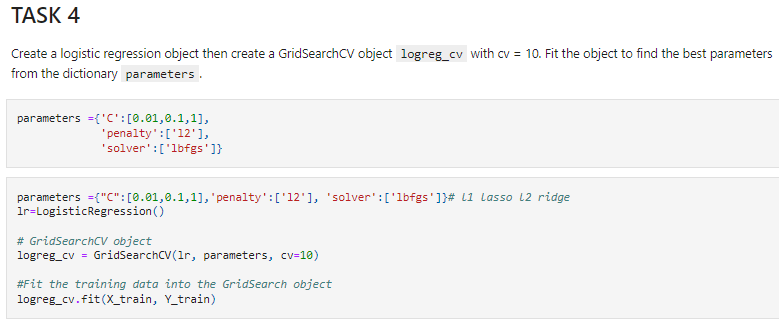 TASK 4
Create a logistic regression object then create a GridSearchCV object logreg_cv with cv = 10. Fit the object to find the best parameters
from the dictionary parameters .
parameters ={'C':[0.01,0.1,1],
'penalty':['l2'],
'solver':['lbfgs']}
parameters ={"C":[0.01,0.1,1],'penalty':['l2'], 'solver':['lbfgs']}# l1 lasso l2 ridge
lr=LogisticRegression()
# GridSearchCV object
logreg_cv = GridSearchCV(lr, parameters, cv=10)
#Fit the training data into the GridSearch object
logreg_cv.fit(X_train, Y_train)